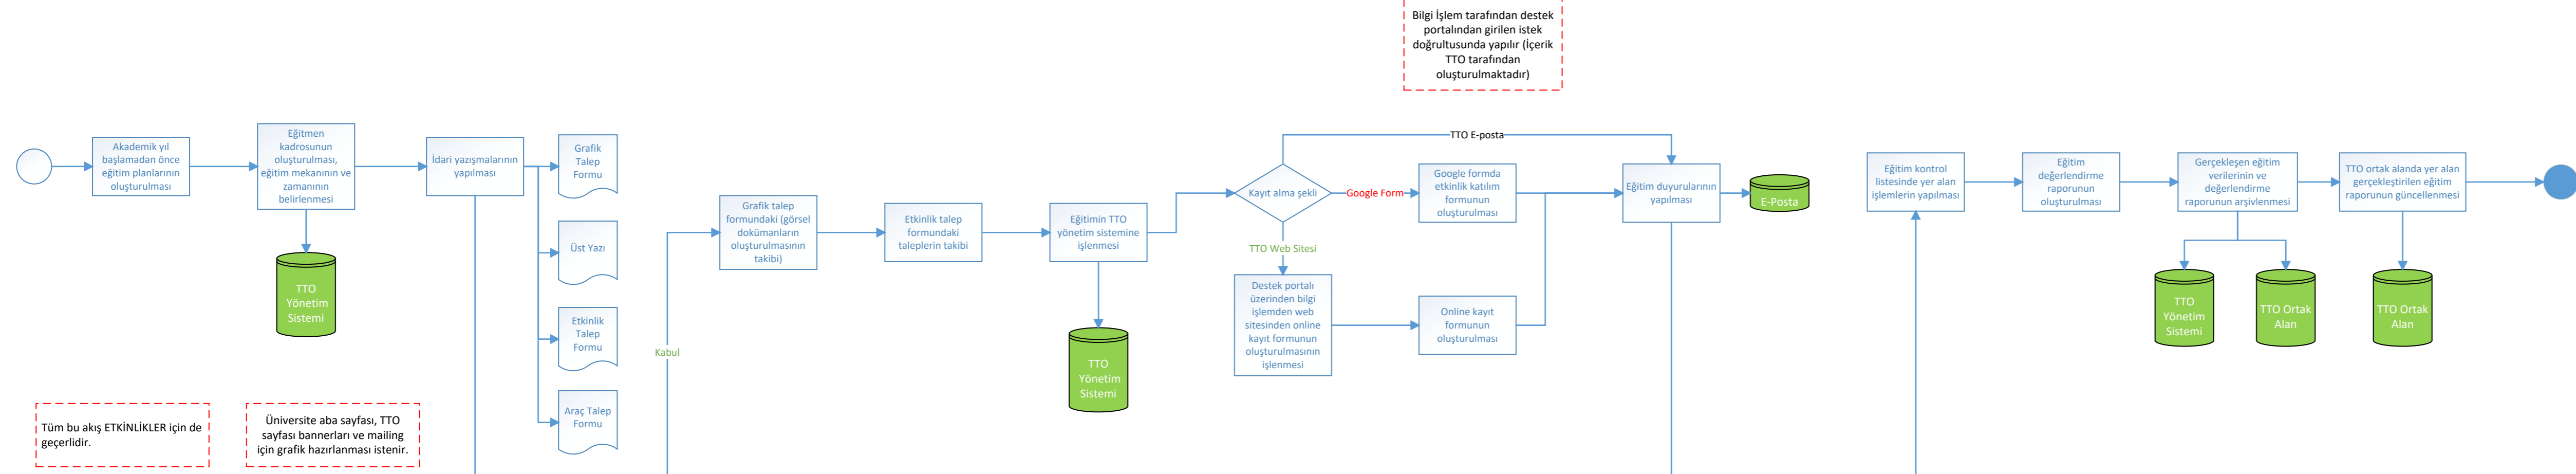 Bilgi İşlem tarafından destek
portalından girilen istek
doğrultusunda yapılır (İçerik
TTO tarafından
oluşturulmaktadır)
Akademik yıl
başlamadan önce
eğitim planlarının
oluşturulması
Eğitmen
kadrosunun
oluşturulması,
eğitim mekanının ve
zamanının
belirlenmesi
TTO
Yönetim
Sistemi
İdari yazışmalarının
yapılması
Grafik
Talep
Formu
Üst Yazı
Etkinlik
Talep
Formu
Araç Talep
Formu
Tüm bu akış ETKİNLİKLER için de
geçerlidir.
Üniversite aba sayfası, TTO
sayfası bannerları ve mailing
için grafik hazırlanması istenir.
Kabul
Grafik talep
formundaki (görsel
dokümanların
oluşturulmasının
takibi)
Etkinlik talep
formundaki
taleplerin takibi
Eğitimin TTO
yönetim sistemine
işlenmesi
TTO
Yönetim
Sistemi
Kayıt alma şekli
TTO E-posta
Google Form
TTO Web Sitesi
Google formda
etkinlik katılım
formunun
oluşturulması
Destek portalı
üzerinden bilgi
işlemden web
sitesinden online
kayıt formunun
oluşturulmasının
işlenmesi
Online kayıt
formunun
oluşturulması
Eğitim duyurularının
yapılması
E-Posta
Eğitim kontrol
listesinde yer alan
işlemlerin yapılması
Eğitim
değerlendirme
raporunun
oluşturulması
Gerçekleşen eğitim
verilerinin ve
değerlendirme
raporunun arşivlenmesi
TTO
Yönetim
Sistemi
TTO Ortak
Alan
TTO ortak alanda yer alan
gerçekleştirilen eğitim
raporunun güncellenmesi
TTO Ortak
Alan